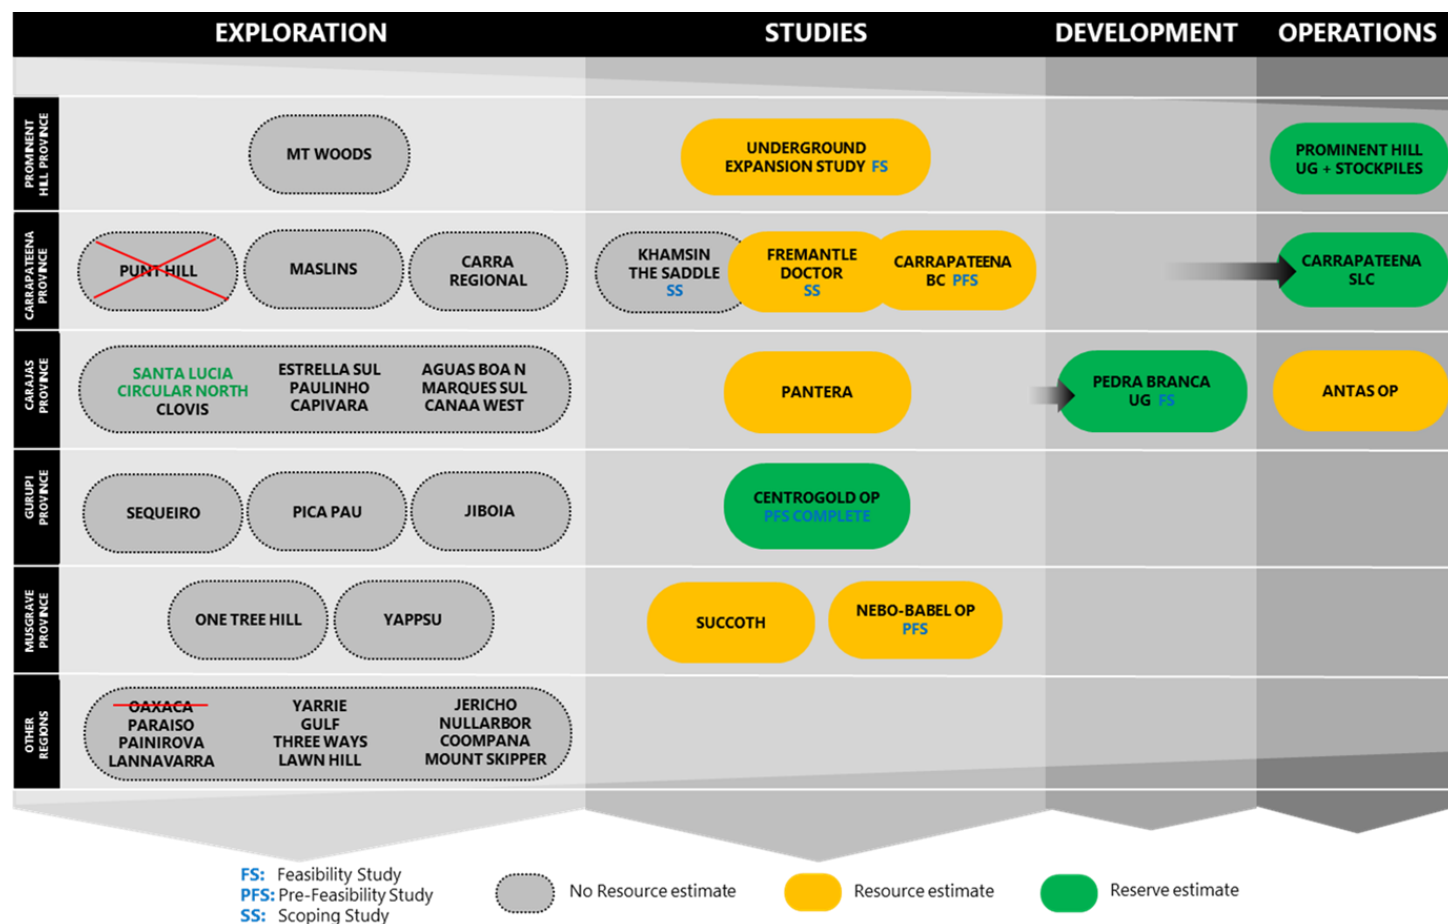 EXPLORATION
STUDIES
DEVELOPMENT
OPERATIONS
PROMINENT
HILL PROVINCE
MT WOODS
UNDERGROUND
EXPANSION STUDY FS
PROMINENT HILL
UG + STOCKPILES
CARRAPATEENA
PROVINCE
PUNT HILL
MASLINS
CARRA
REGIONAL
KHAMSIN
THE SADDLE
SS
FREMANTLE
DOCTOR
SS
CARRAPATEENA
BC PFS
CARRAPATEENA
SLC
CARAJAS
PROVINCE
SANTA LUCIA
CIRCULAR NORTH
CLOVIS
ESTRELLA SUL
PAULINHO
CAPIVARA
AGUAS BOA N
MARQUES SUL
CANAA WEST
PANTERA
PEDRA BRANCA
UG FS
ANTAS OP
GURUPI
PROVINCE
SEQUEIRO
PICA PAU
JIBOIA
CENTROGOLD OP
PFS COMPLETE
MUSGRAVE
PROVINCE
ONE TREE HILL
YAPPSU
SUCCOTH
NEBO-BABEL OP
PFS
OTHER
REGIONS
OAXACA
PARAISO
PAINIROVA
LANNAVARRA
YARRIE
GULF
THREE WAYS
LAWN HILL
JERICHO
NULLARBOR
COOMPANA
MOUNT SKIPPER
FS: Feasibility Study
PFS: Pre-Feasibility Study
SS: Scoping Study
No Resource estimate
Resource estimate
Reserve estimate